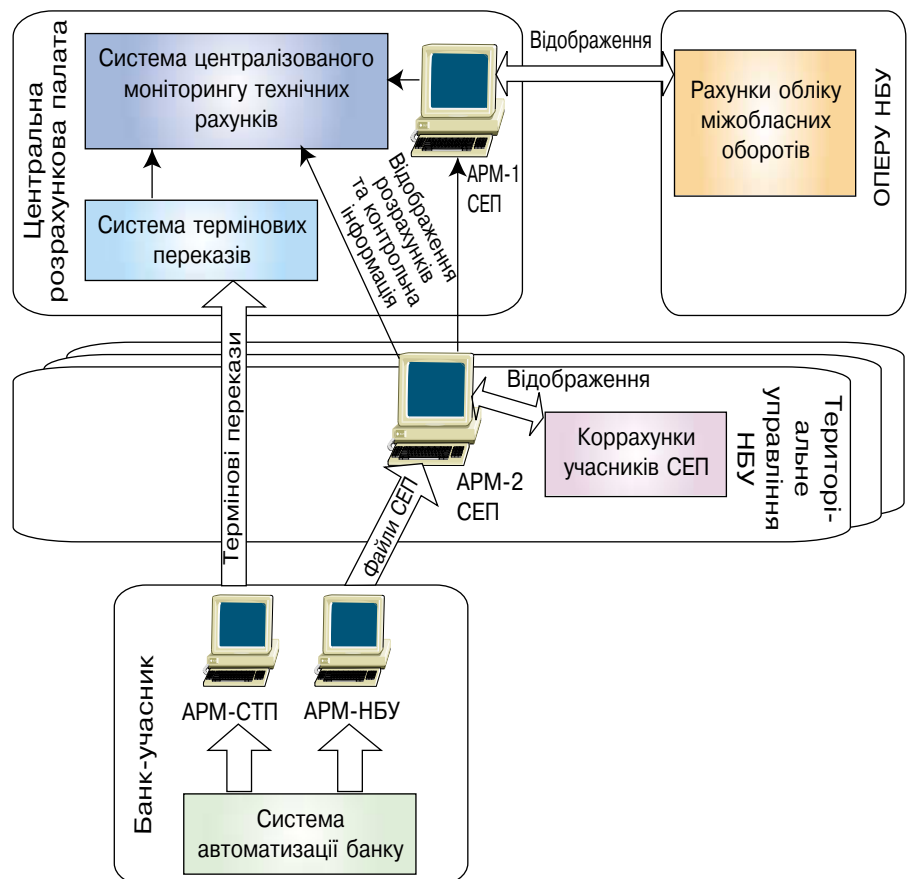 Центральна
розрахункова палата
Система централізованого
моніторингу технічних
рахунків
Система термінових
переказів
АРМ-1
СЕП
Відображення
Рахунки обліку
міжобласних
оборотів
ОПЕРУ НБУ
Відображення
розрахунків
та контрольна
інформація
Термінові перекази
Файли СЕП
АРМ-2
СЕП
Відображення
Коррахунки
учасників СЕП
Територі-
альне
управління
НБУ
Банк-учасник
АРМ-СТП
АРМ-НБУ
Система
автоматизації банку